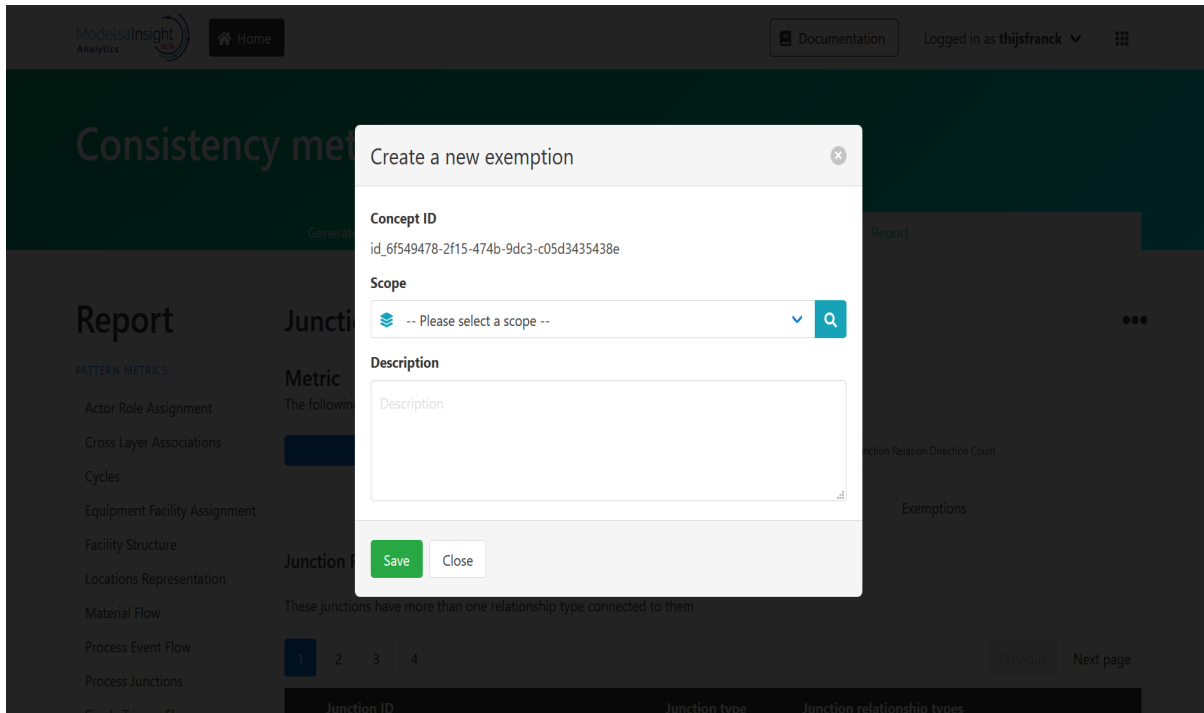 Models4Insight
Analytics
Home
Documentation
Logged in as thijsfranck
Consistency met
Create a new exemption
Concept ID
id_6f549478-2f15-474b-9dc3-c05d3435438e
Scope
-- Please select a scope --
Description
Description
Save
Close
Generat
Report
Report
PATTERN METRICS
Actor Role Assignment
Cross Layer Associations
Cycles
Equipment Facility Assignment
Facility Structure
Locations Representation
Material Flow
Process Event Flow
Process Junctions
Juncti
Metric
The following
nction Relation Direction Count
Exemptions
Junction R
These junctions have more than one relationship type connected to them
1 2 3 4
Previous
Next page
Junction ID
Junction type
Junction relationship types